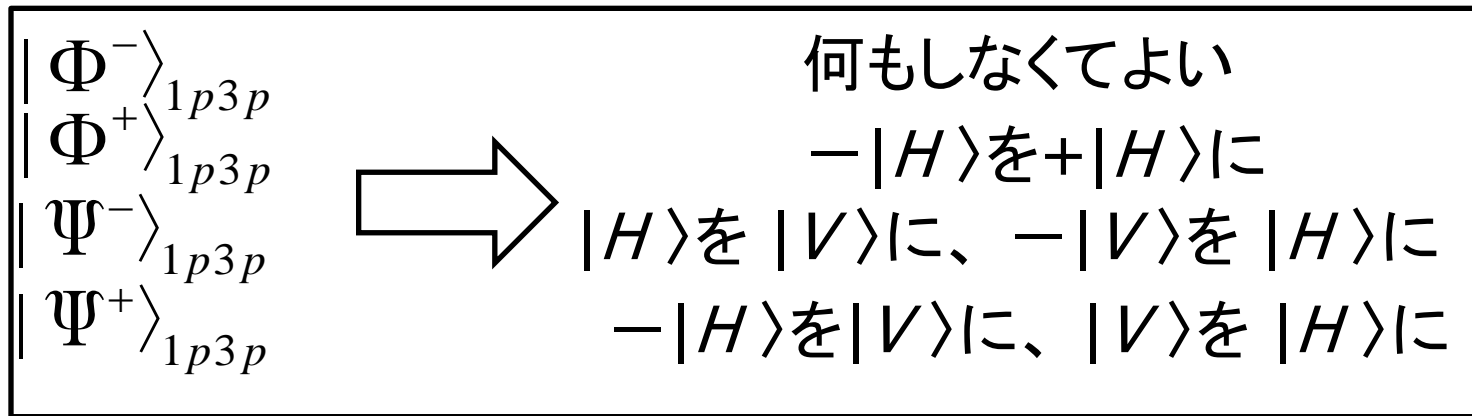 | Φ⁻〉1p3p
| Φ⁺〉1p3p
| Ψ⁻〉1p3p
| Ψ⁺〉1p3p
何もしなくてよい
－|H〉を+|H〉に
|H〉を |V〉に、－|V〉を |H〉に
－|H〉を|V〉に、|V〉を |H〉に